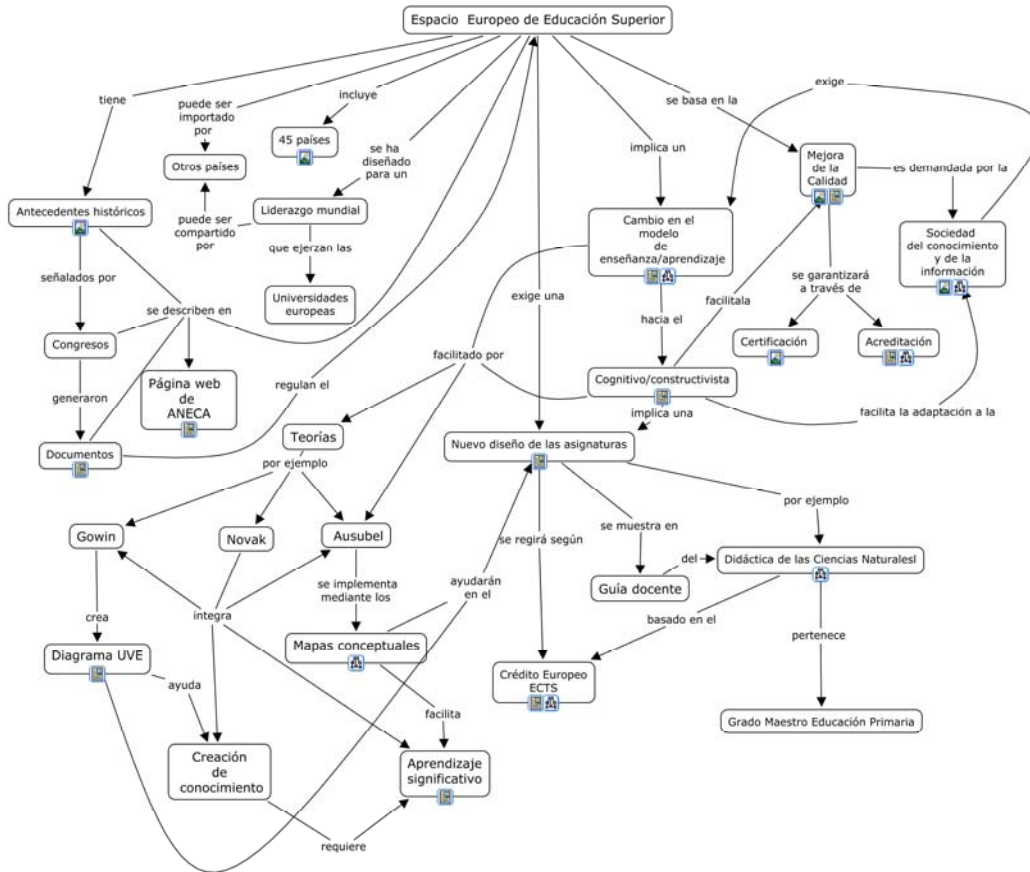 Espacio Europeo de Educación Superior
exige
tiene
puede ser
importado
por
incluye
se basa en la
45 países
se ha
diseñado
para un
implica un
Mejora
de la
Calidad
es demandada por la
Otros países
Antecedentes históricos
puede ser
compartido
por
Liderazgo mundial
Cambio en el
modelo
de
enseñanza/aprendizaje
Sociedad
del conocimiento
y de la
información
que ejerzan las
señalados por
se describen en
Universidades
europeas
exige una
hacia el
facilitala
se garantizará
a través de
Congresos
Certificación
Acreditación
facilitado por
Cognitivo/constructivista
Página web
de
ANECA
regulan el
generaron
implica una
facilita la adaptación a la
Documentos
Teorías
Nuevo diseño de las asignaturas
por ejemplo
por ejemplo
Gowin
Novak
Ausubel
se regirá según
se muestra en
del
Didáctica de las Ciencias Naturalesl
Guía docente
se implementa
mediante los
ayudarán
en el
crea
integra
basado en el
pertenece
Diagrama UVE
Mapas conceptuales
Crédito Europeo
ECTS
ayuda
facilita
Grado Maestro Educación Primaria
Creación
de
conocimiento
Aprendizaje
significativo
requiere